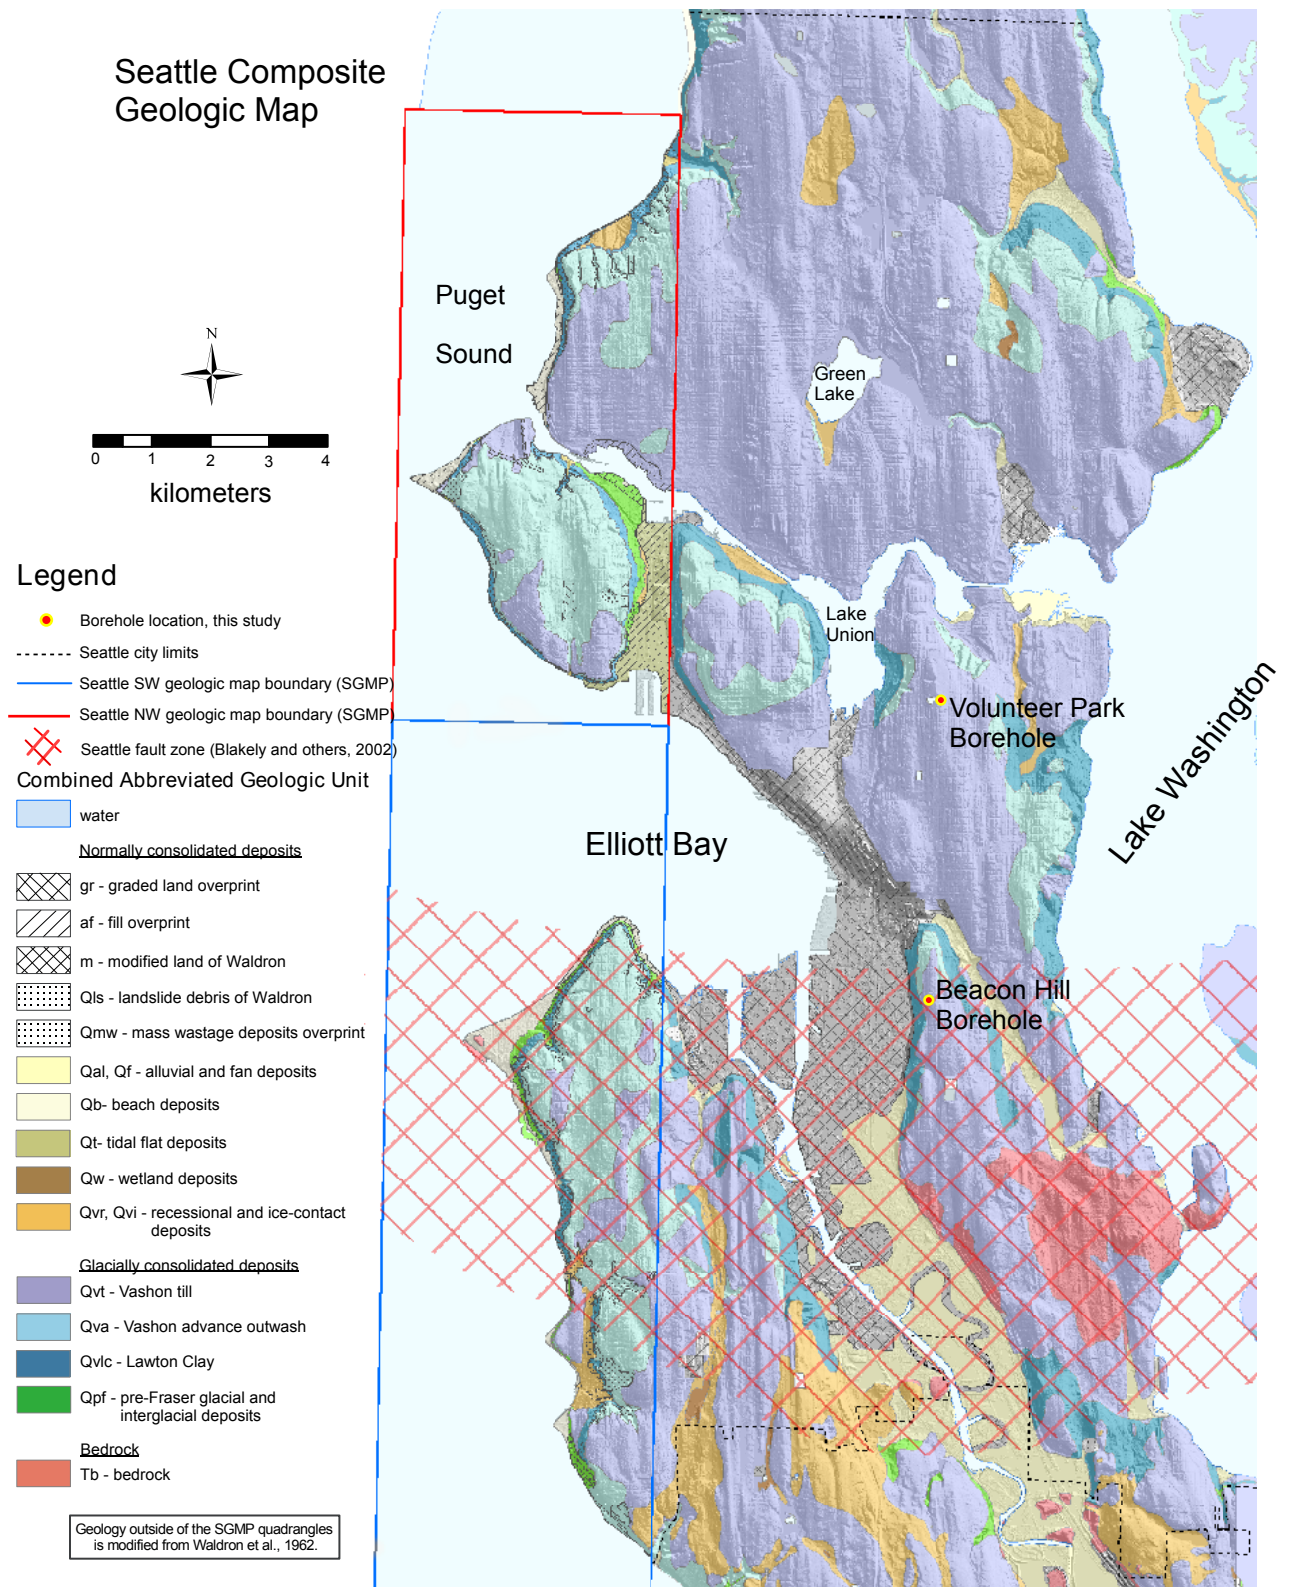 Seattle Composite
Geologic Map
Puget
Sound
N
0 1 2 3 4
kilometers
Green
Lake
Lake
Union
Volunteer Park
Borehole
Lake Washington
Elliott Bay
Beacon Hill
Borehole
Legend
Borehole location, this study
Seattle city limits
Seattle SW geologic map boundary (SGMP)
Seattle NW geologic map boundary (SGMP)
Seattle fault zone (Blakely and others, 2002)
Combined Abbreviated Geologic Unit
water
Normally consolidated deposits
gr - graded land overprint
af - fill overprint
m - modified land of Waldron
Qls - landslide debris of Waldron
Qmw - mass wastage deposits overprint
Qal, Qf - alluvial and fan deposits
Qb- beach deposits
Qt- tidal flat deposits
Qw - wetland deposits
Qvr, Qvi - recessional and ice-contact
deposits
Glacially consolidated deposits
Qvt - Vashon till
Qva - Vashon advance outwash
Qvlc - Lawton Clay
Qpf - pre-Fraser glacial and
interglacial deposits
Bedrock
Tb - bedrock
Geology outside of the SGMP quadrangles
is modified from Waldron et al., 1962.